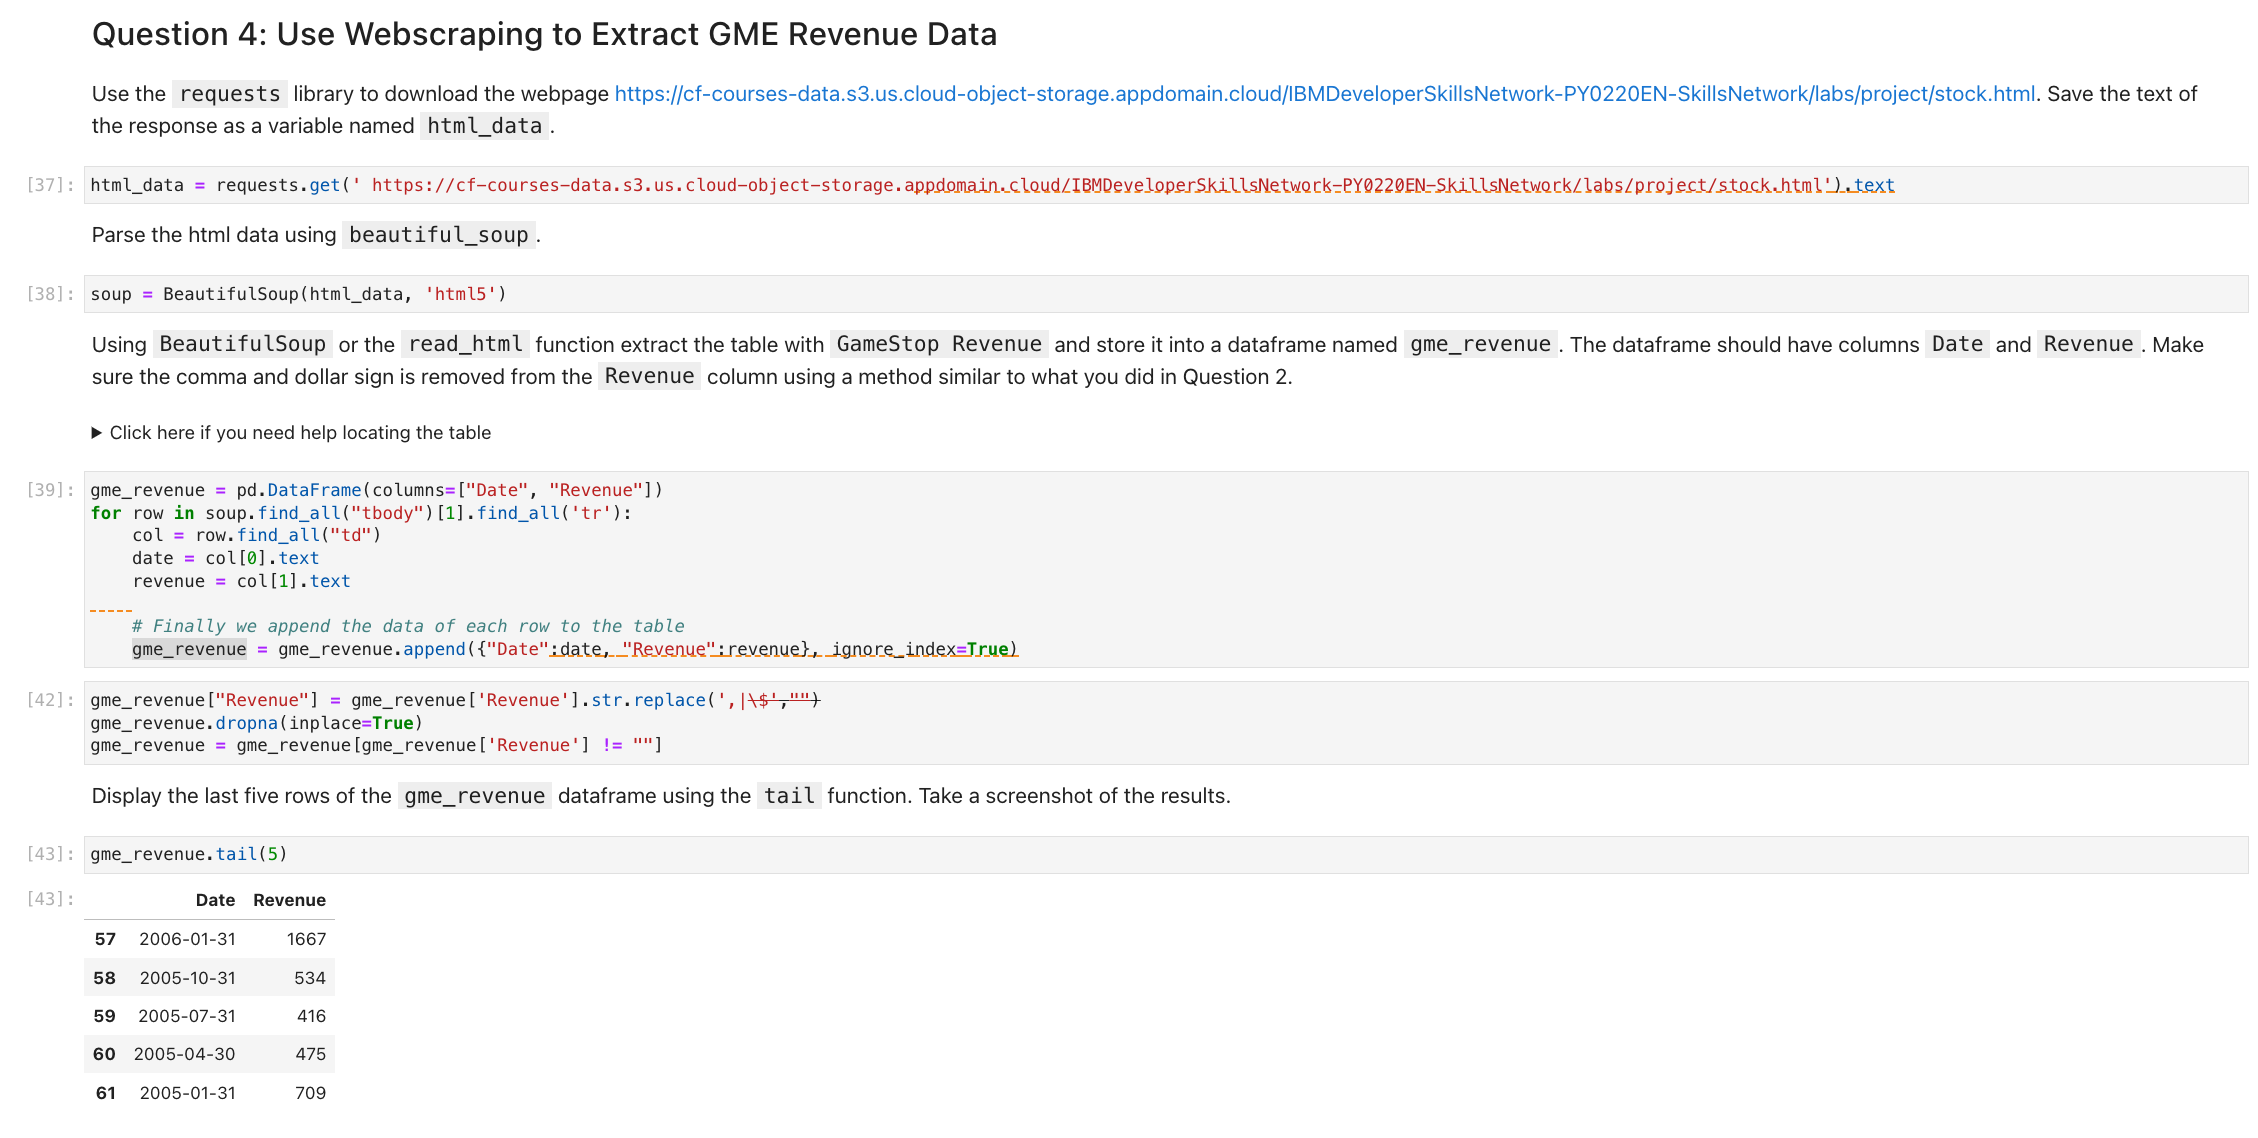 Question 4: Use Webscraping to Extract GME Revenue Data
Use the requests library to download the webpage https://cf-courses-data.s3.us.cloud-object-storage.appdomain.cloud/IBMDeveloperSkillsNetwork-PY0220EN-SkillsNetwork/labs/project/stock.html. Save the text of
the response as a variable named html_data.
[37]: html_data = requests.get(' https://cf-courses-data.s3.us.cloud-object-storage.appdomain.cloud/IBMDeveloperSkillsNetwork-PY0220EN-SkillsNetwork/labs/project/stock.html').text
Parse the html data using beautiful_soup.
[38]: soup = BeautifulSoup(html_data, 'html5')
Using BeautifulSoup or the read_html function extract the table with GameStop Revenue and store it into a dataframe named gme_revenue. The dataframe should have columns Date and Revenue. Make
sure the comma and dollar sign is removed from the Revenue column using a method similar to what you did in Question 2.
▶ Click here if you need help locating the table
[39]: gme_revenue = pd.DataFrame(columns=["Date", "Revenue"])
for row in soup.find_all("tbody")[1].find_all('tr'):
    col = row.find_all("td")
    date = col[0].text
    revenue = col[1].text
    # Finally we append the data of each row to the table
    gme_revenue = gme_revenue.append({"Date":date, "Revenue":revenue}, ignore_index=True)
[42]: gme_revenue["Revenue"] = gme_revenue['Revenue'].str.replace(',|\$',"")
gme_revenue.dropna(inplace=True)
gme_revenue = gme_revenue[gme_revenue['Revenue'] != ""]
Display the last five rows of the gme_revenue dataframe using the tail function. Take a screenshot of the results.
[43]: gme_revenue.tail(5)
[43]: Date Revenue
57 2006-01-31 1667
58 2005-10-31 534
59 2005-07-31 416
60 2005-04-30 475
61 2005-01-31 709